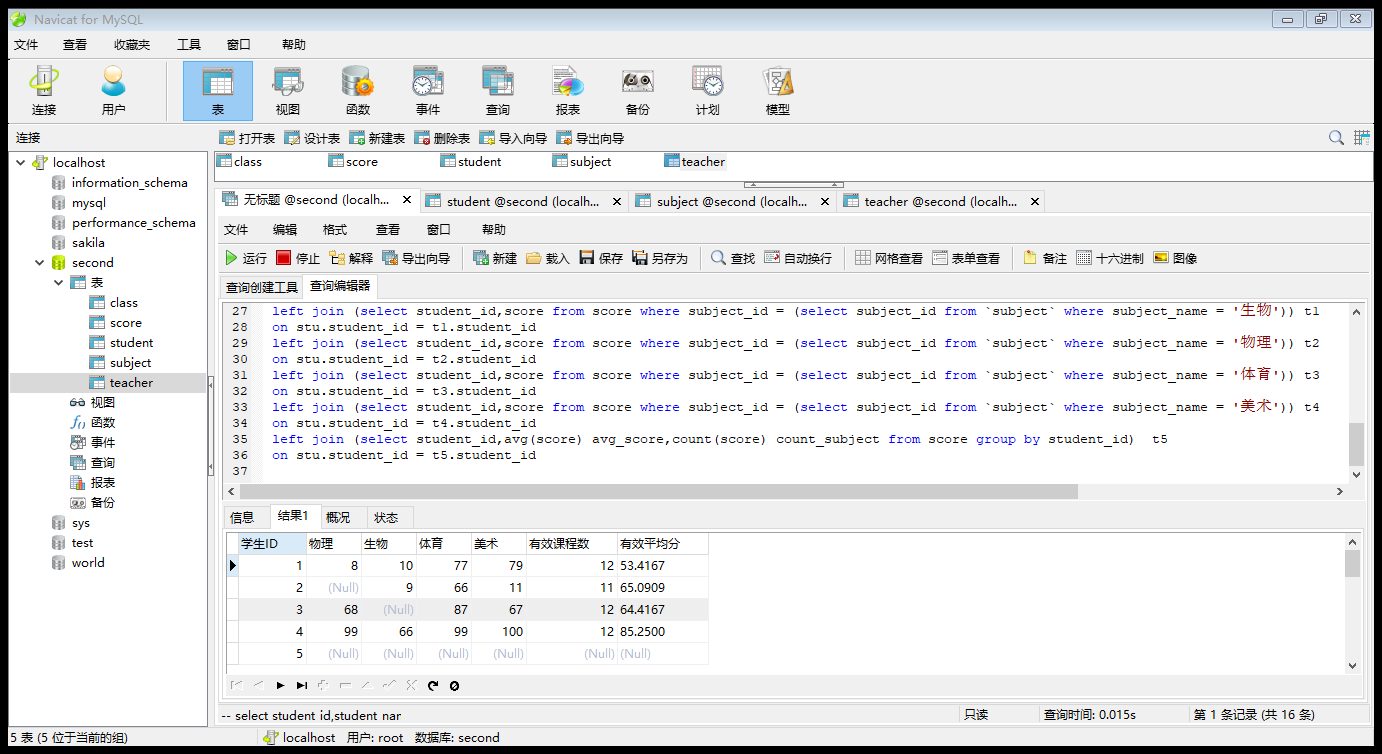 Navicat for MySQL
文件 查看 收藏夹 工具 窗口 帮助
连接 用户 表 视图 函数 事件 查询 报表 备份 计划 模型
连接 打开表 设计表 新建表 删除表 导入向导 导出向导
class score student subject teacher
localhost
information_schema
mysql
performance_schema
sakila
second
表
class
score
student
subject
teacher
视图
函数
事件
查询
报表
备份
sys
test
world
无标题 @second (localh... student @second (localh... subject @second (localh... teacher @second (localh...
文件 编辑 格式 查看 窗口 帮助
运行 停止 解释 导出向导 新建 载入 保存 另存为 查找 自动换行 网格查看 表单查看 备注 十六进制 图像
查询创建工具 查询编辑器
27 left join (select student_id,score from score where subject_id = (select subject_id from `subject` where subject_name = '生物')) t1
28 on stu.student_id = t1.student_id
29 left join (select student_id,score from score where subject_id = (select subject_id from `subject` where subject_name = '物理')) t2
30 on stu.student_id = t2.student_id
31 left join (select student_id,score from score where subject_id = (select subject_id from `subject` where subject_name = '体育')) t3
32 on stu.student_id = t3.student_id
33 left join (select student_id,score from score where subject_id = (select subject_id from `subject` where subject_name = '美术')) t4
34 on stu.student_id = t4.student_id
35 left join (select student_id,avg(score) avg_score,count(score) count_subject from score group by student_id)  t5
36 on stu.student_id = t5.student_id
37
信息 结果1 概况 状态
学生ID 物理 生物 体育 美术 有效课程数 有效平均分
1 8 10 77 79 12 53.4167
2 (Null) 9 66 11 11 65.0909
3 68 (Null) 87 67 12 64.4167
4 99 66 99 100 12 85.2500
5 (Null) (Null) (Null) (Null) (Null) (Null)
-- select student id,student nar 只读 查询时间: 0.015s 第 1 条记录 (共 16 条)
5 表 (5 位于当前的组) localhost 用户: root 数据库: second